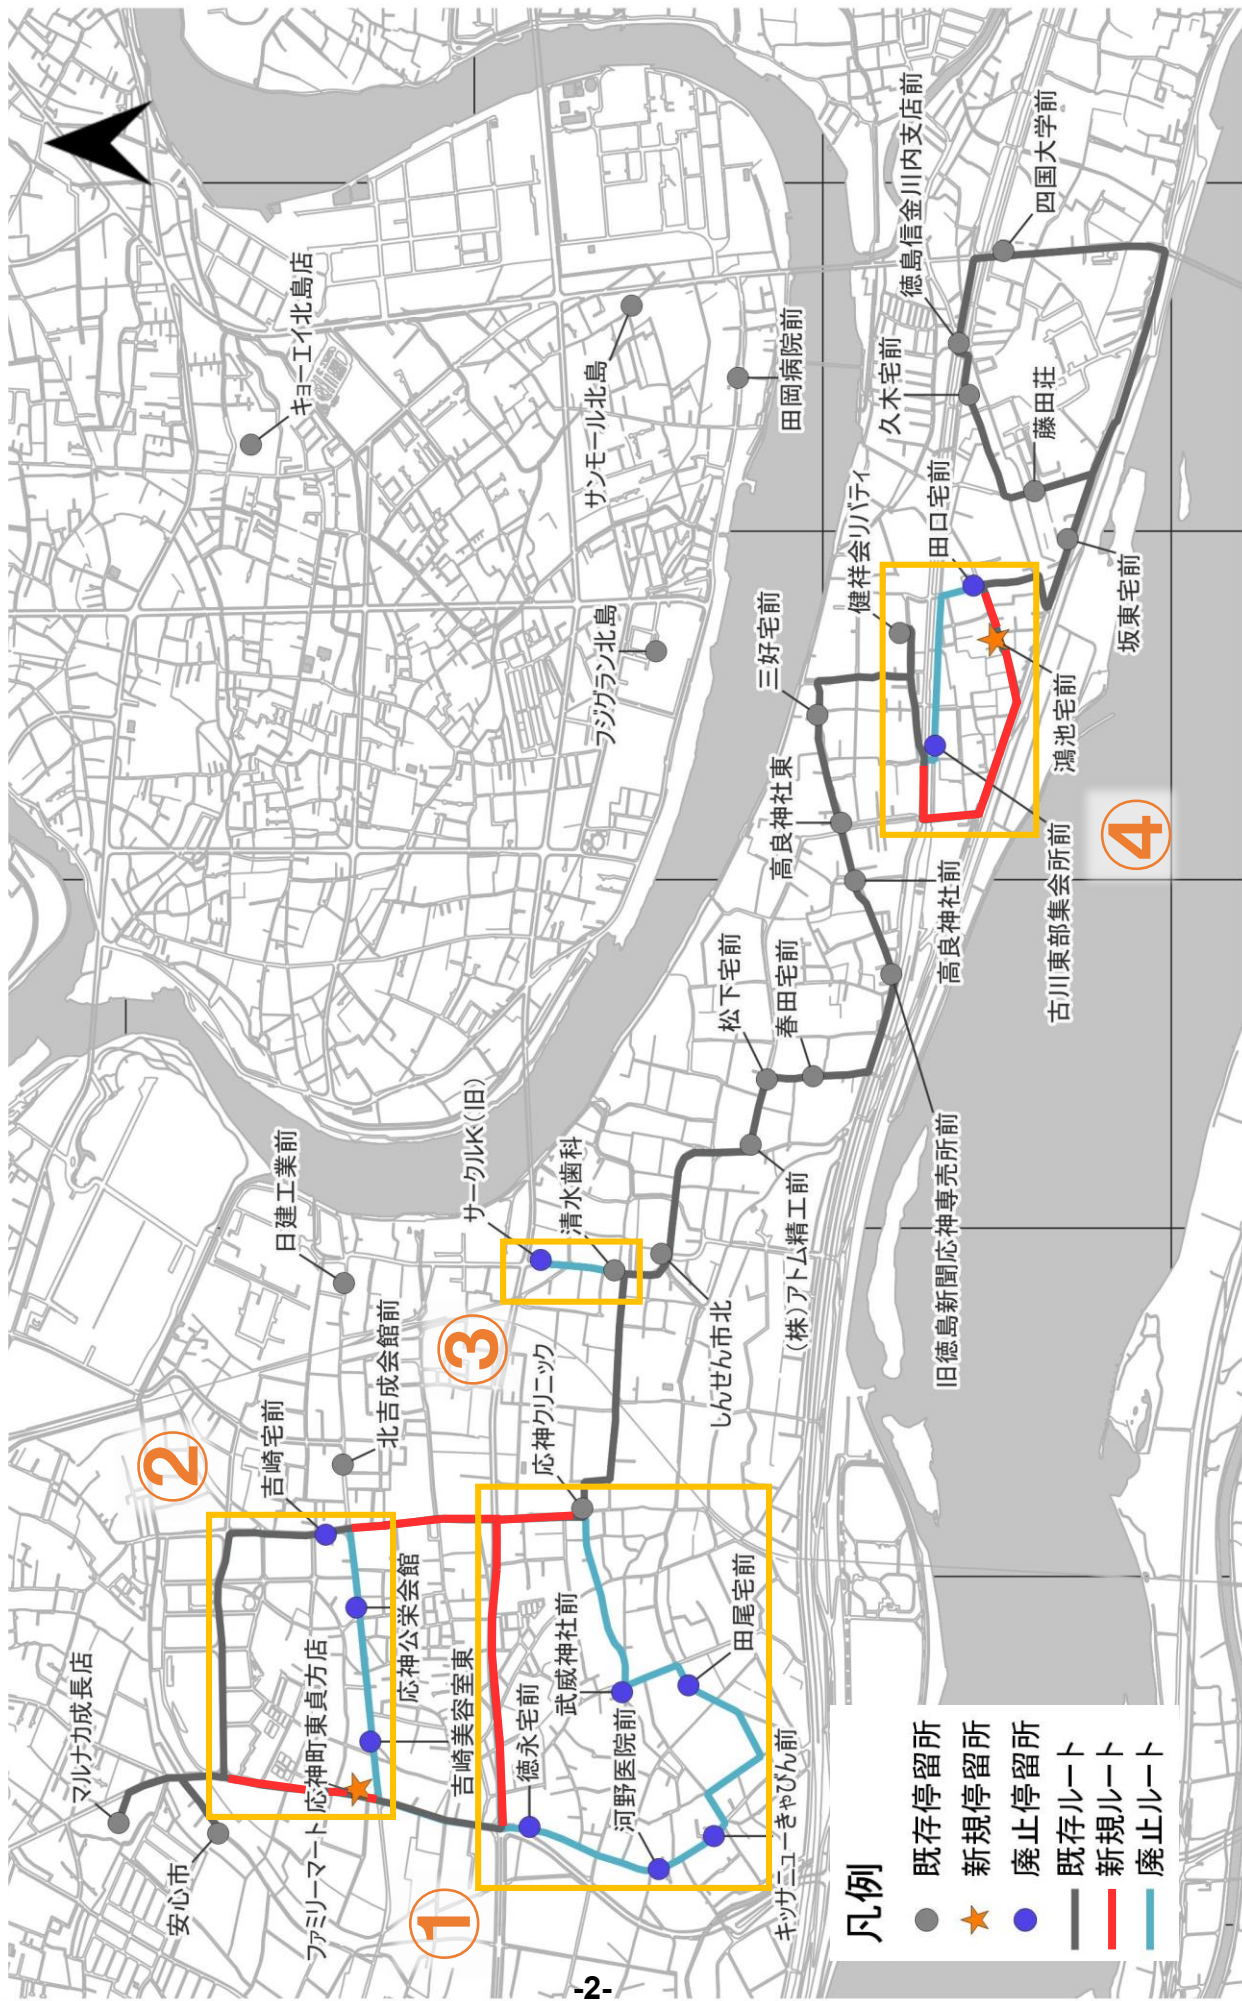 マルナカ成長店
安心市
ファミリーマート応神町東貞方店
②
吉崎宅前
応神公栄会館
吉崎美容室東
北吉成会館前
日建工業前
キョーエイ北島店
サンモール北島
田岡病院前
フジグラン北島
①
徳永宅前
武威神社前
河野医院前
田尾宅前
キッサニューきゃびん前
応神クリニック
③
サークルK(旧)
清水歯科
しんせん市北
(株)アトム精工前
松下宅前
春田宅前
旧徳島新聞応神専売所前
高良神社前
高良神社東
三好宅前
健祥会リバティ
古川東部集会所前
④
鴻池宅前
田口宅前
坂東宅前
藤田荘
久木宅前
徳島信金川内支店前
四国大学前
凡例
既存停留所
新規停留所
廃止停留所
既存ルート
新規ルート
廃止ルート
-2-